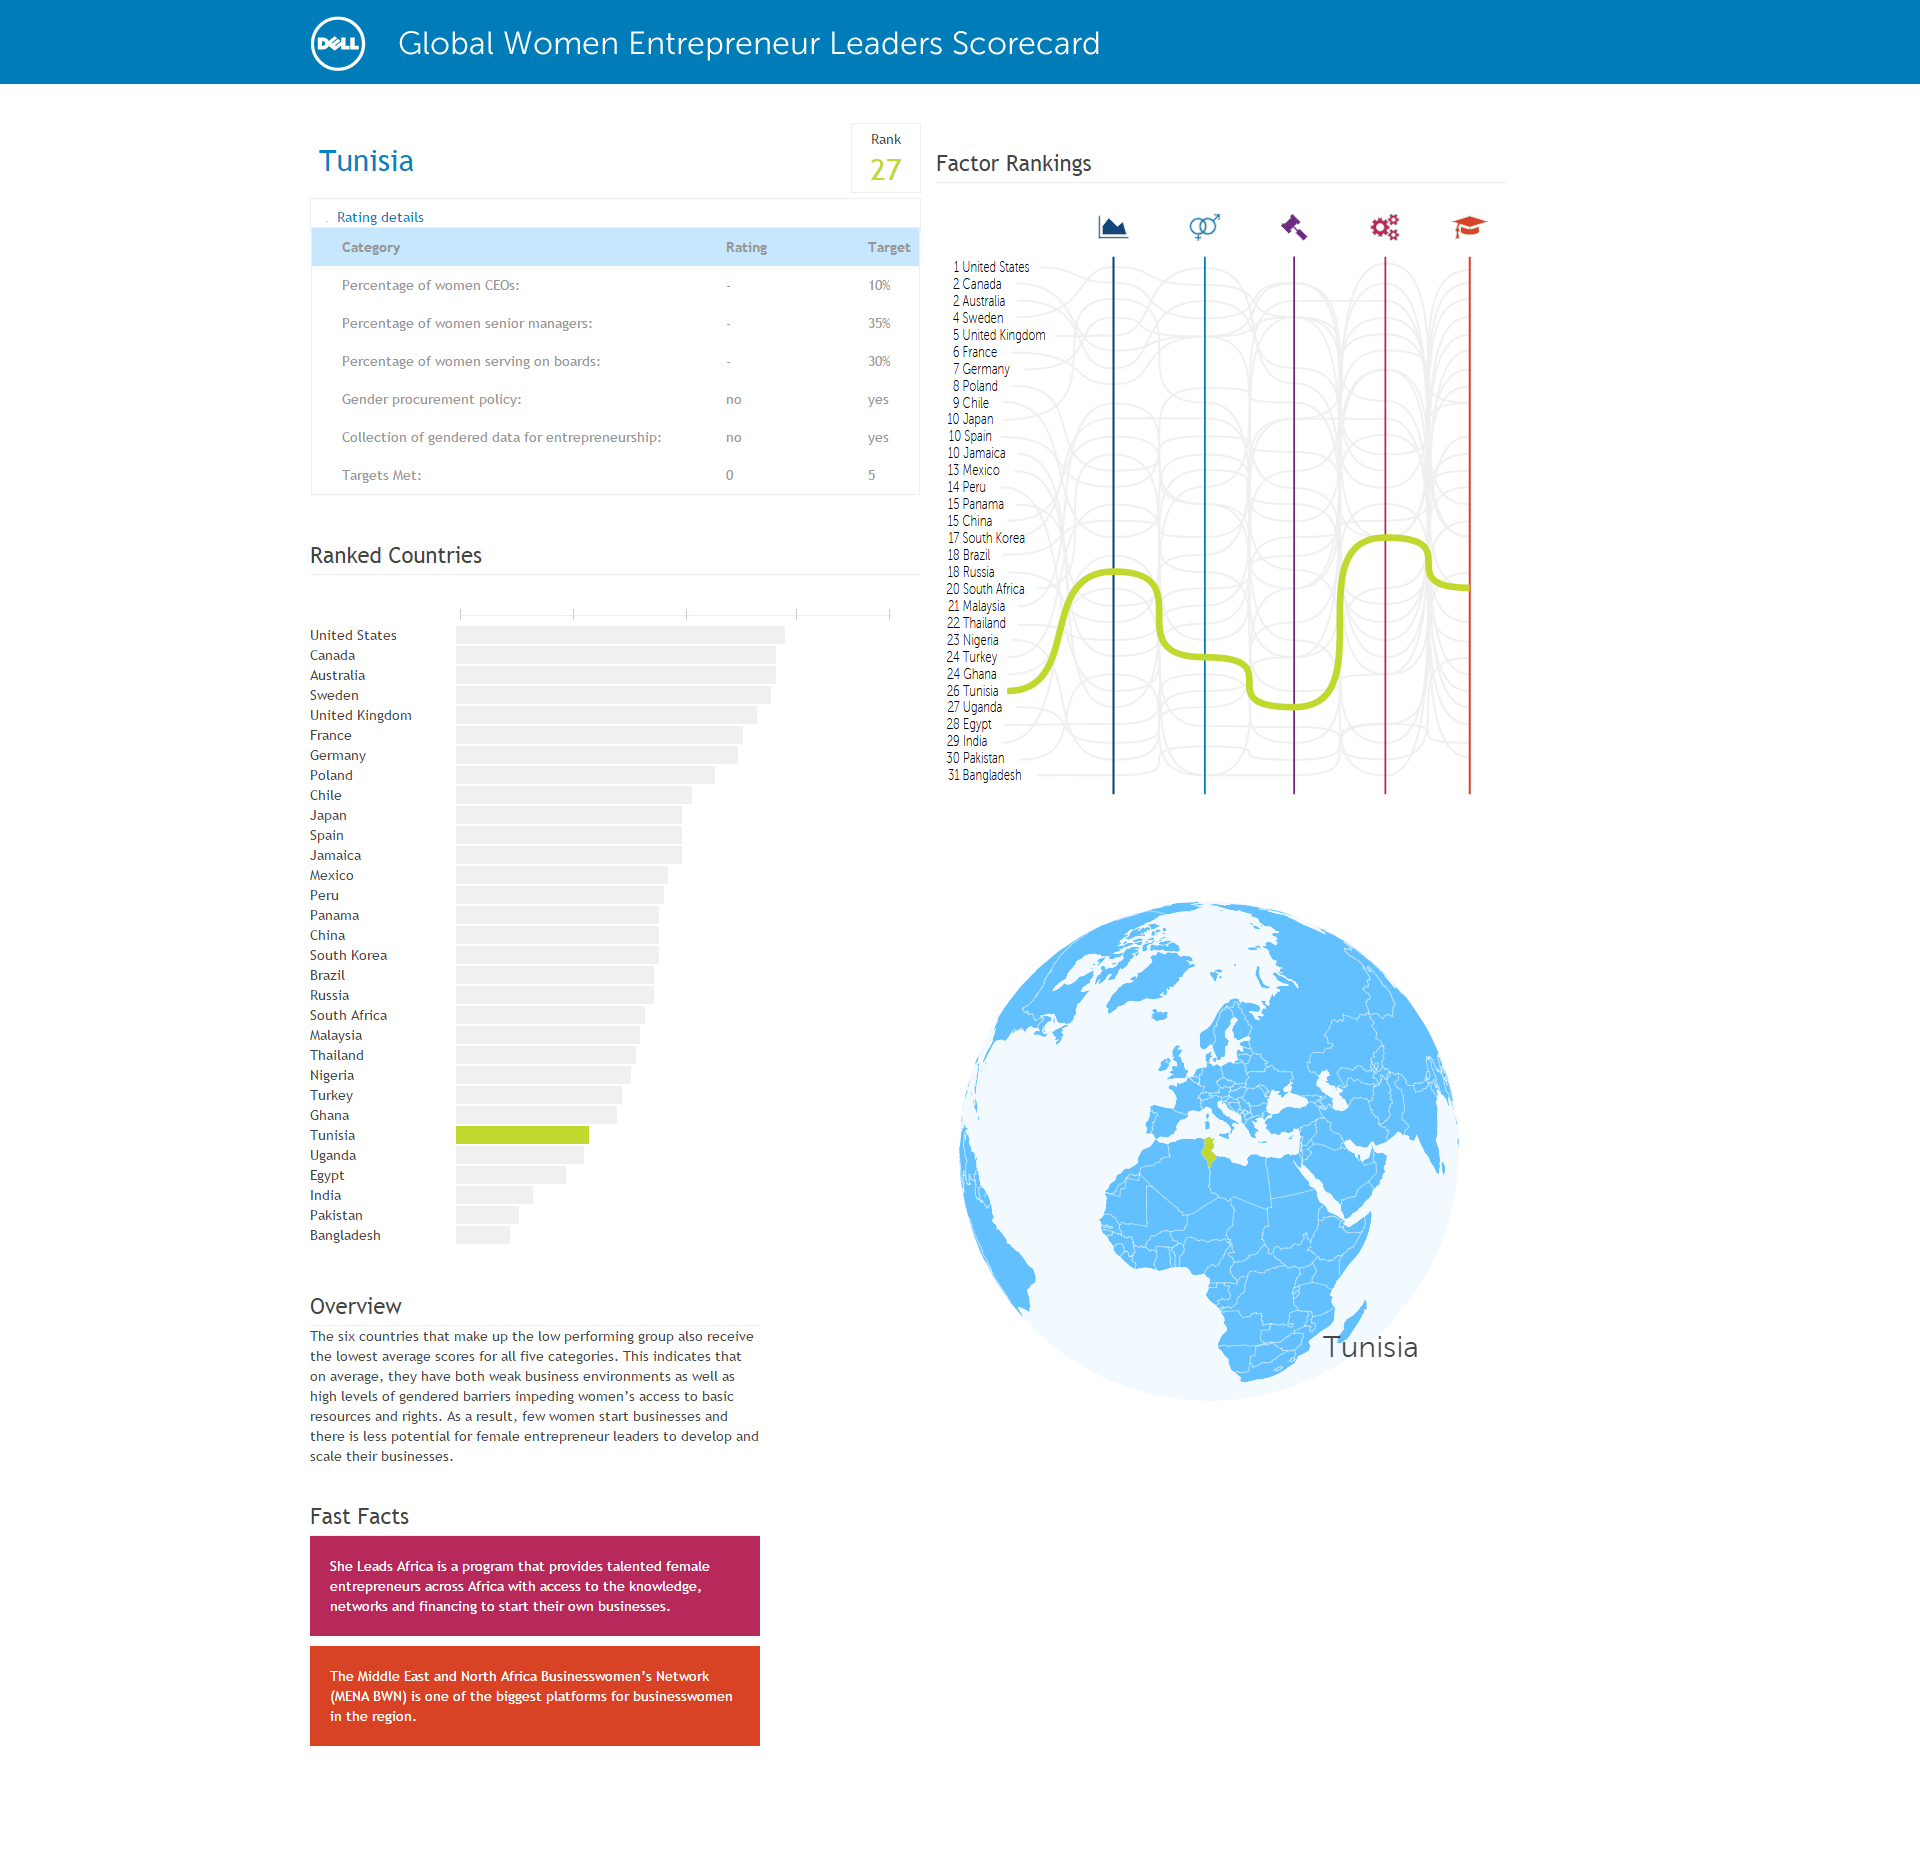 DELL
Global Women Entrepreneur Leaders Scorecard
Tunisia
Rank
27
Rating details
Category Rating Target
Percentage of women CEOs: - 10%
Percentage of women senior managers: - 35%
Percentage of women serving on boards: - 30%
Gender procurement policy: no yes
Collection of gendered data for entrepreneurship: no yes
Targets Met: 0 5
Ranked Countries
United States
Canada
Australia
Sweden
United Kingdom
France
Germany
Poland
Chile
Japan
Spain
Jamaica
Mexico
Peru
Panama
China
South Korea
Brazil
Russia
South Africa
Malaysia
Thailand
Nigeria
Turkey
Ghana
Tunisia
Uganda
Egypt
India
Pakistan
Bangladesh
Overview
The six countries that make up the low performing group also receive
the lowest average scores for all five categories. This indicates that
on average, they have both weak business environments as well as
high levels of gendered barriers impeding women’s access to basic
resources and rights. As a result, few women start businesses and
there is less potential for female entrepreneur leaders to develop and
scale their businesses.
Fast Facts
She Leads Africa is a program that provides talented female
entrepreneurs across Africa with access to the knowledge,
networks and financing to start their own businesses.
The Middle East and North Africa Businesswomen’s Network
(MENA BWN) is one of the biggest platforms for businesswomen
in the region.
Factor Rankings
1 United States
2 Canada
2 Australia
4 Sweden
5 United Kingdom
6 France
7 Germany
8 Poland
9 Chile
10 Japan
10 Spain
10 Jamaica
13 Mexico
14 Peru
15 Panama
15 China
17 South Korea
18 Brazil
18 Russia
20 South Africa
21 Malaysia
22 Thailand
23 Nigeria
24 Turkey
24 Ghana
26 Tunisia
27 Uganda
28 Egypt
29 India
30 Pakistan
31 Bangladesh
Tunisia